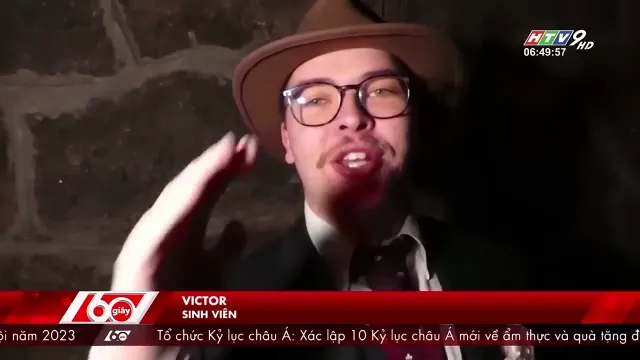 HTV9 HD
06:49:57
60 giây
VICTOR
SINH VIÊN
ội năm 2023 60 Tổ chức Kỷ lục châu Á: Xác lập 10 Kỷ lục châu Á mới về ẩm thực và quà tặng đ